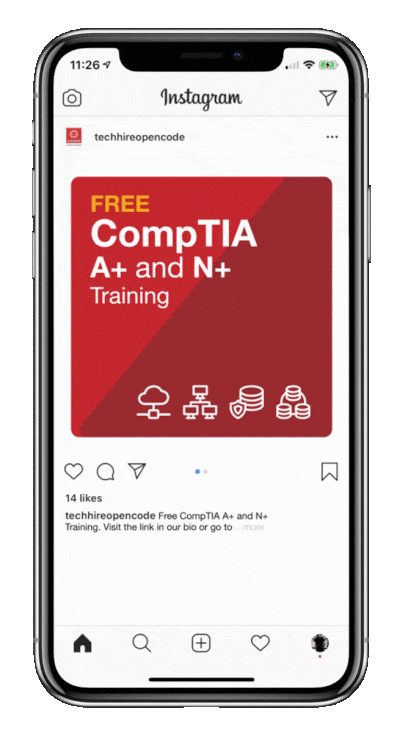 11:26
Instagram
techhireopencode
FREE
CompTIA
A+ and N+
Training
14 likes
techhireopencode Free CompTIA A+ and N+
Training. Visit the link in our bio or go to ...more